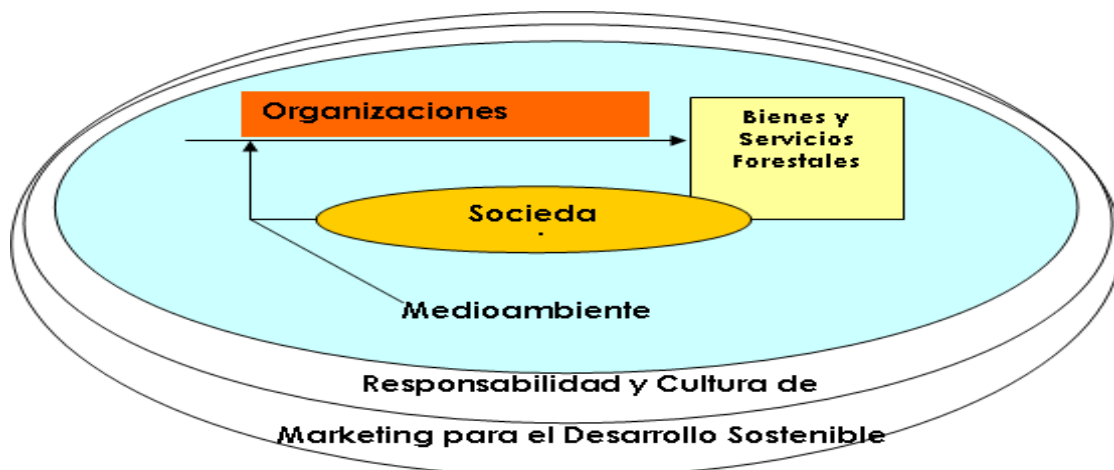 Organizaciones
Bienes y
Servicios
Forestales
Socieda
.
Medioambiente
Responsabilidad y Cultura de
Marketing para el Desarrollo Sostenible